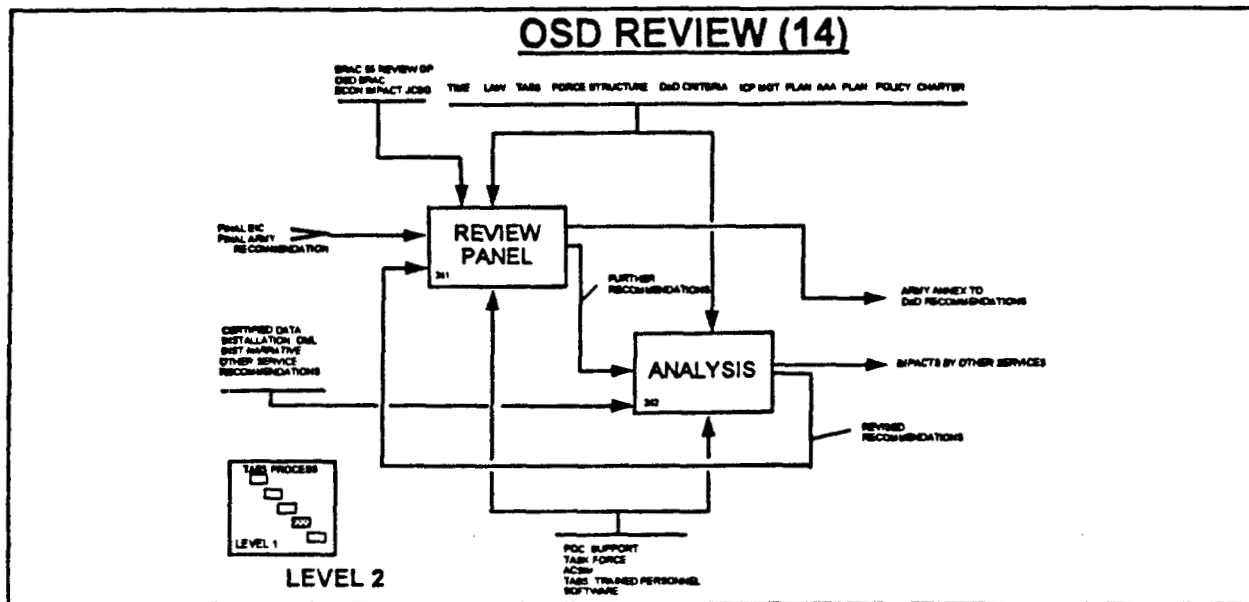 OSD REVIEW (14)
BRAC 95 REVIEW GP
OSD BRAC
ECON IMPACT JCSG
TIME LAW TABS FORCE STRUCTURE DoD CRITERIA ICP MGT PLAN AAA PLAN POLICY CHARTER
FINAL EIC
FINAL ARMY
RECOMMENDATION
REVIEW
PANEL
FURTHER
RECOMMENDATIONS
ARMY ANNEX TO
DoD RECOMMENDATIONS
CERTIFIED DATA
INSTALLATION
INST NARRATIVE
OTHER SERVICE
RECOMMENDATIONS
ANALYSIS
IMPACTS BY OTHER SERVICES
REVISED
RECOMMENDATIONS
TABS PROCESS
LEVEL 1
LEVEL 2
POC SUPPORT
TASK FORCE
ACSIM
TABS TRAINED PERSONNEL
SOFTWARE